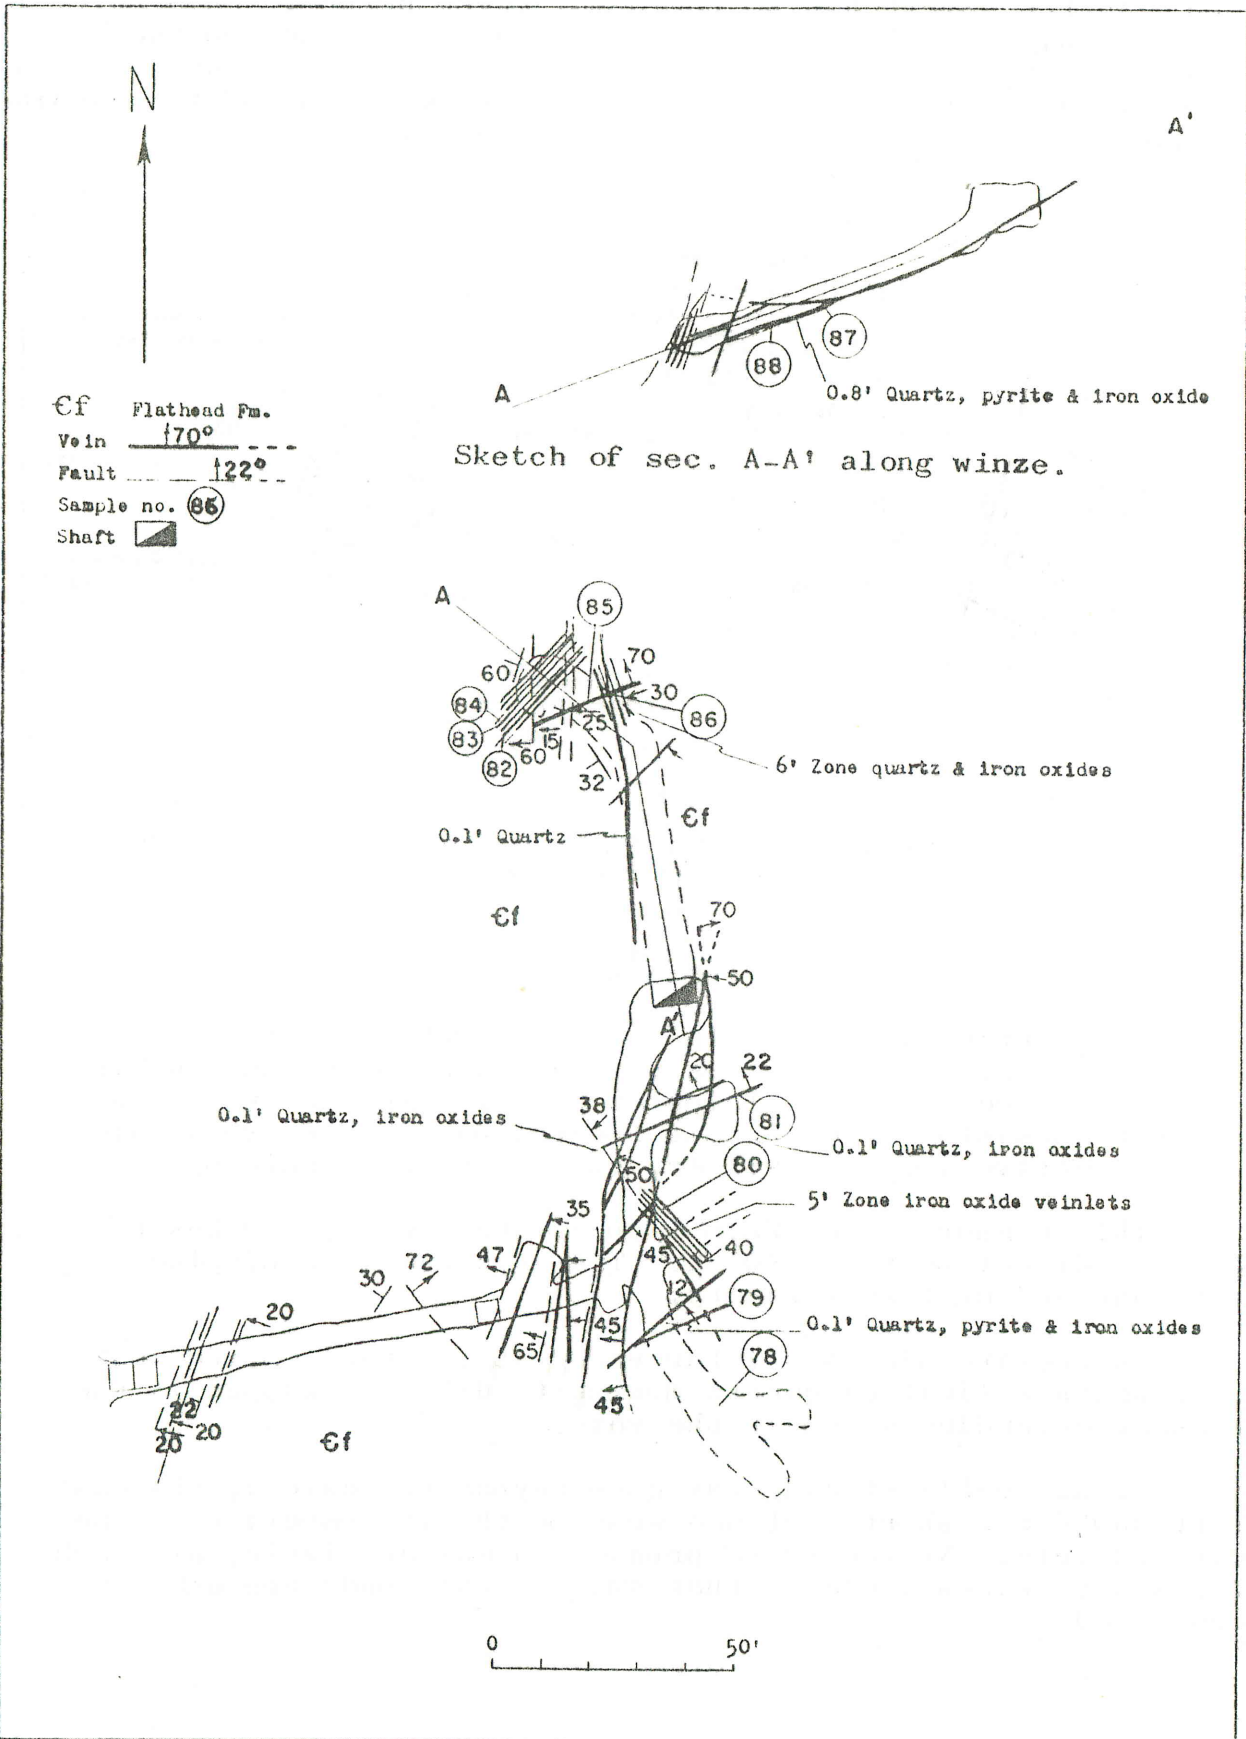 N
A'
87
88
A
0.8' Quartz, pyrite & iron oxide
Sketch of sec. A-A' along winze.
Єf Flathead Fm.
Vein 70°
Fault 22°
Sample no. 86
Shaft
A
85
60
70
84
30
86
83
25
15
82
60
32
6' Zone quartz & iron oxides
Єf
0.1' Quartz
Єf
70
50
A'
20
22
38
81
0.1' Quartz, iron oxides
0.1' Quartz, iron oxides
80
50
5' Zone iron oxide veinlets
35
45
40
47
72
30
12
79
20
45
0.1' Quartz, pyrite & iron oxides
65
78
45
22
20
20
Єf
0 50'